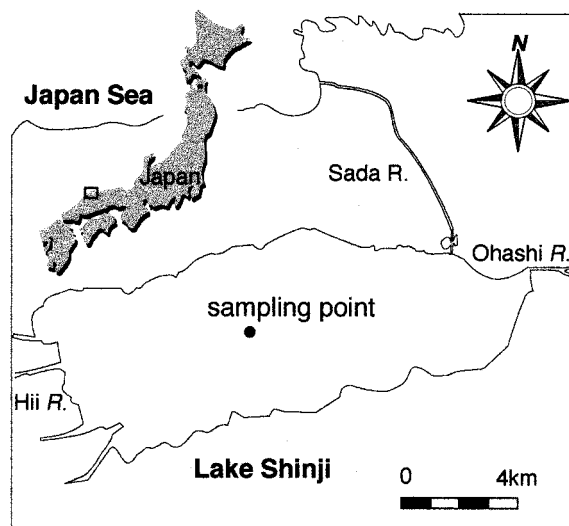 N
Japan Sea
Japan
Sada R.
Ohashi R.
sampling point
Hii R.
Lake Shinji
0 4km